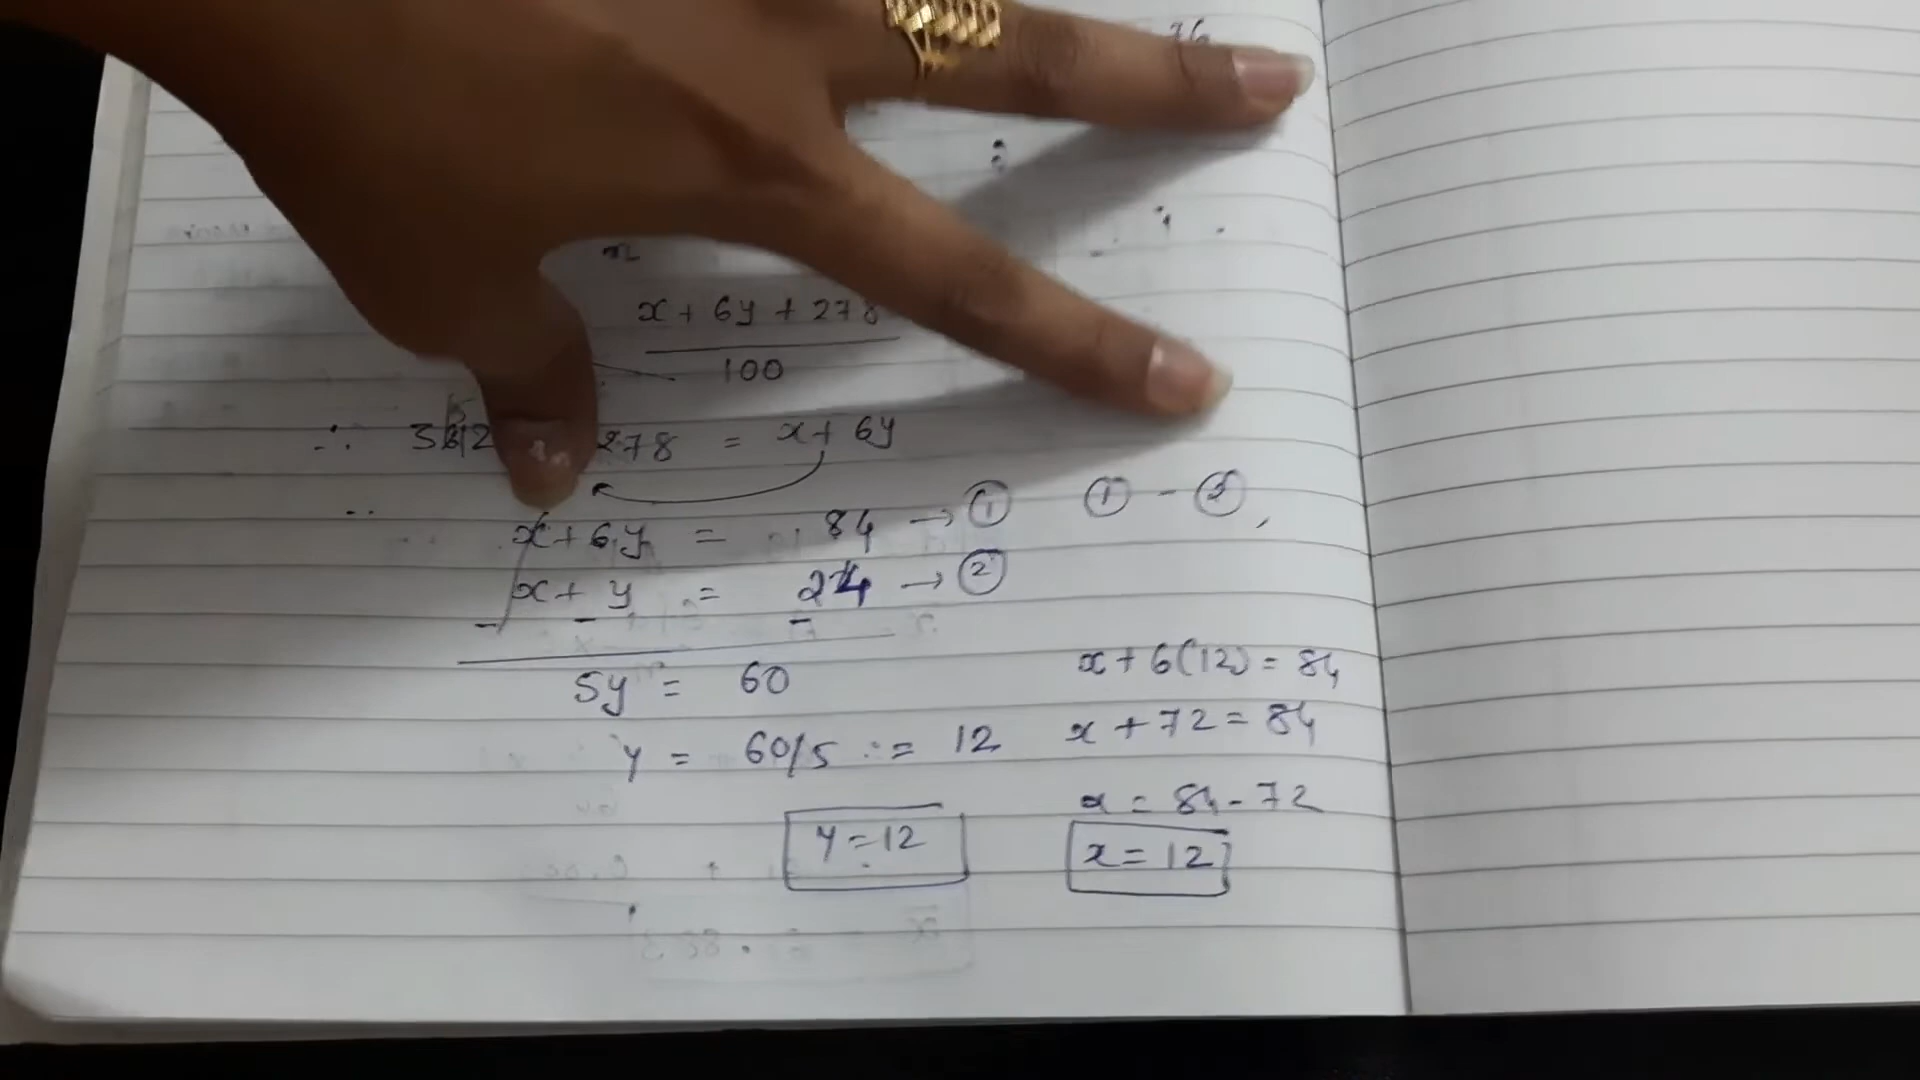 76
x + 6y + 278
100
∴ 362 278 = x + 6y
x + 6y = 84 → ① ① - ②,
x + y = 24 → ②
- - -
5y = 60
x + 6(12) = 84
y = 60/5 = 12
x + 72 = 84
x = 84 - 72
y = 12
x = 12